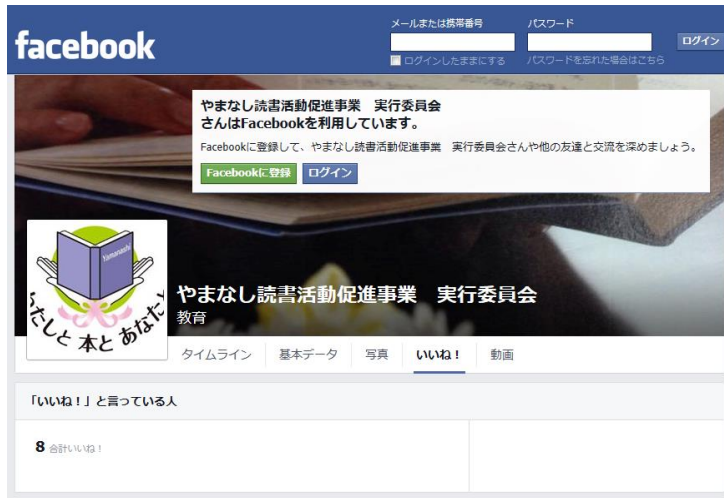 facebook
メールまたは携帯番号
パスワード
ログイン
ログインしたままにする
パスワードを忘れた場合はこちら
やまなし読書活動促進事業　実行委員会
さんはFacebookを利用しています。
Facebookに登録して、やまなし読書活動促進事業　実行委員会さんや他の友達と交流を深めましょう。
Facebookに登録
ログイン
Yamanashi
わたしと 本と あなたと
やまなし読書活動促進事業　実行委員会
教育
タイムライン
基本データ
写真
いいね！
動画
「いいね！」と言っている人
8 合計いいね！